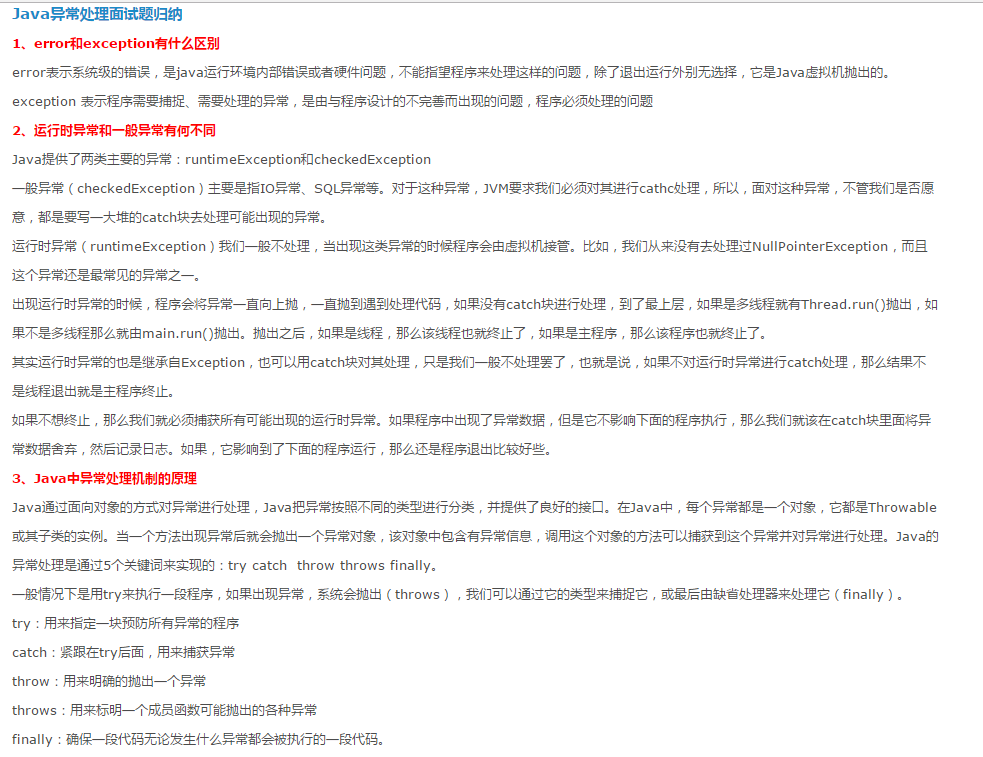 Java异常处理面试题归纳
1、error和exception有什么区别
error表示系统级的错误，是java运行环境内部错误或者硬件问题，不能指望程序来处理这样的问题，除了退出运行外别无选择，它是Java虚拟机抛出的。
exception 表示程序需要捕捉、需要处理的异常，是由与程序设计的不完善而出现的问题，程序必须处理的问题
2、运行时异常和一般异常有何不同
Java提供了两类主要的异常：runtimeException和checkedException
一般异常（checkedException）主要是指IO异常、SQL异常等。对于这种异常，JVM要求我们必须对其进行cathc处理，所以，面对这种异常，不管我们是否愿
意，都是要写一大堆的catch块去处理可能出现的异常。
运行时异常（runtimeException）我们一般不处理，当出现这类异常的时候程序会由虚拟机接管。比如，我们从来没有去处理过NullPointerException，而且
这个异常还是最常见的异常之一。
出现运行时异常的时候，程序会将异常一直向上抛，一直抛到遇到处理代码，如果没有catch块进行处理，到了最上层，如果是多线程就有Thread.run()抛出，如
果不是多线程那么就由main.run()抛出。抛出之后，如果是线程，那么该线程也就终止了，如果是主程序，那么该程序也就终止了。
其实运行时异常的也是继承自Exception，也可以用catch块对其处理，只是我们一般不处理罢了，也就是说，如果不对运行时异常进行catch处理，那么结果不
是线程退出就是主程序终止。
如果不想终止，那么我们就必须捕获所有可能出现的运行时异常。如果程序中出现了异常数据，但是它不影响下面的程序执行，那么我们就该在catch块里面将异
常数据舍弃，然后记录日志。如果，它影响到了下面的程序运行，那么还是程序退出比较好些。
3、Java中异常处理机制的原理
Java通过面向对象的方式对异常进行处理，Java把异常按照不同的类型进行分类，并提供了良好的接口。在Java中，每个异常都是一个对象，它都是Throwable
或其子类的实例。当一个方法出现异常后就会抛出一个异常对象，该对象中包含有异常信息，调用这个对象的方法可以捕获到这个异常并对异常进行处理。Java的
异常处理是通过5个关键词来实现的：try catch  throw throws finally。
一般情况下是用try来执行一段程序，如果出现异常，系统会抛出（throws），我们可以通过它的类型来捕捉它，或最后由缺省处理器来处理它（finally）。
try：用来指定一块预防所有异常的程序
catch：紧跟在try后面，用来捕获异常
throw：用来明确的抛出一个异常
throws：用来标明一个成员函数可能抛出的各种异常
finally：确保一段代码无论发生什么异常都会被执行的一段代码。